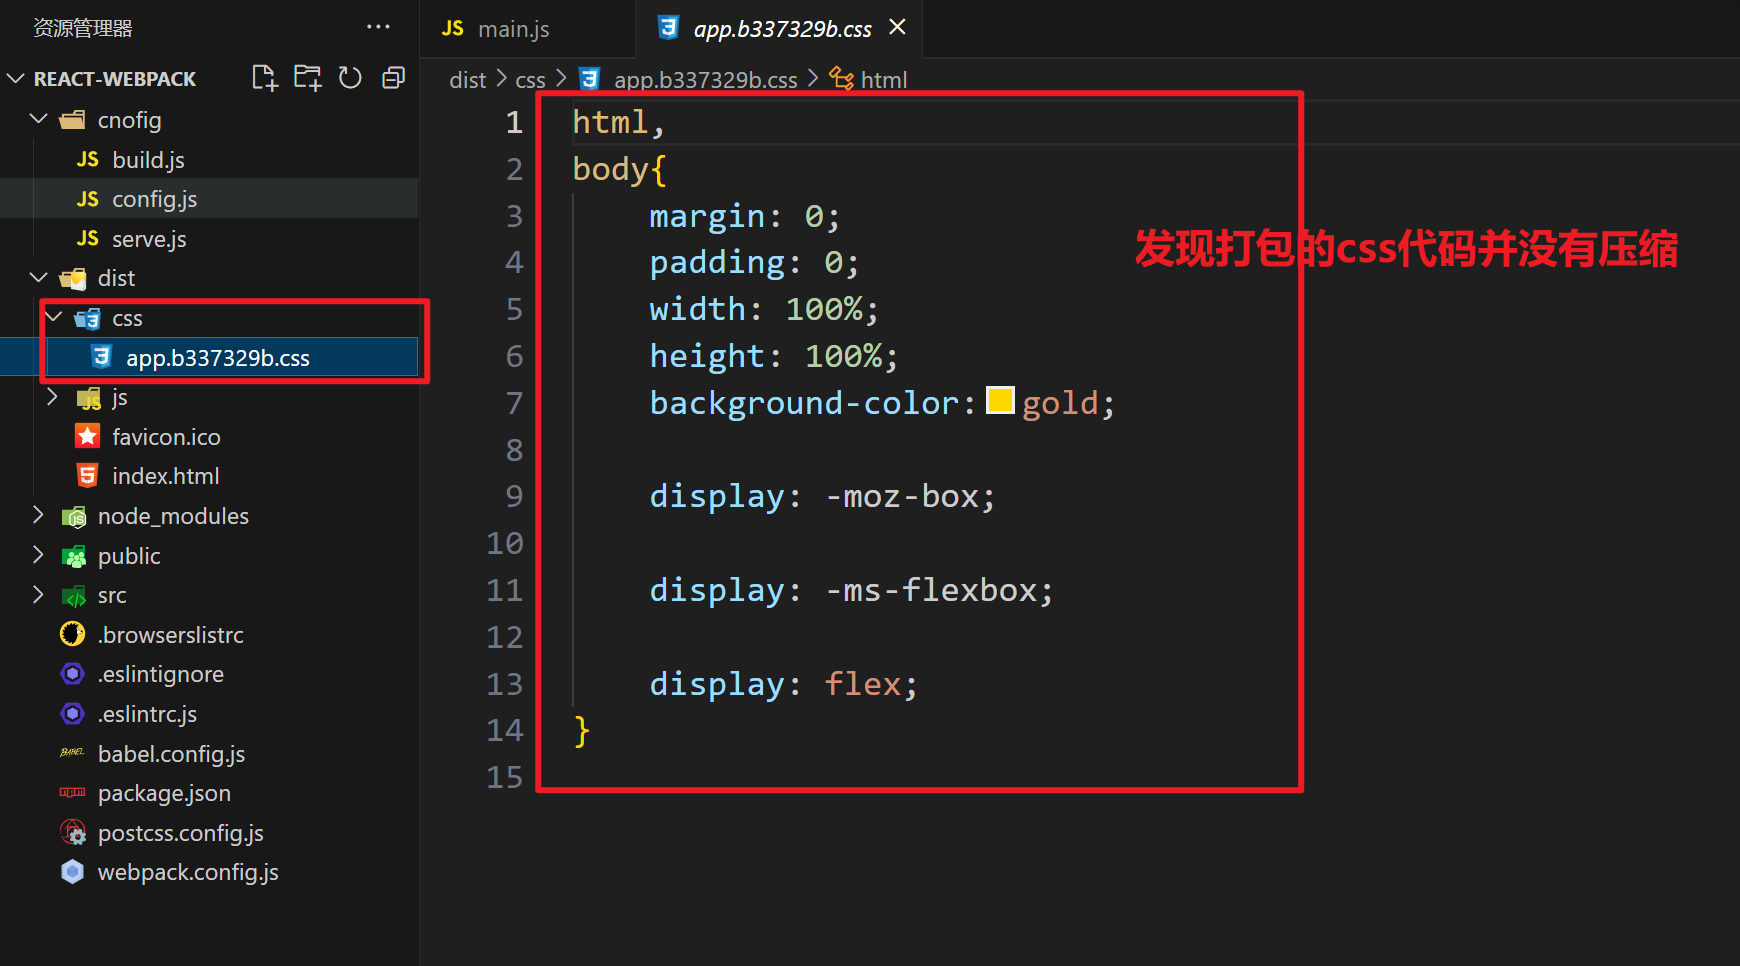 资源管理器
REACT-WEBPACK
cnofig
JS build.js
JS config.js
JS serve.js
dist
css
app.b337329b.css
js
favicon.ico
index.html
node_modules
public
src
.browserslistrc
.eslintignore
.eslintrc.js
BABEL babel.config.js
package.json
postcss.config.js
webpack.config.js
JS main.js
app.b337329b.css
dist > css > app.b337329b.css > html
1 html,
2 body{
3 margin: 0;
4 padding: 0;
5 width: 100%;
6 height: 100%;
7 background-color: gold;
8
9 display: -moz-box;
10
11 display: -ms-flexbox;
12
13 display: flex;
14 }
15
发现打包的css代码并没有压缩